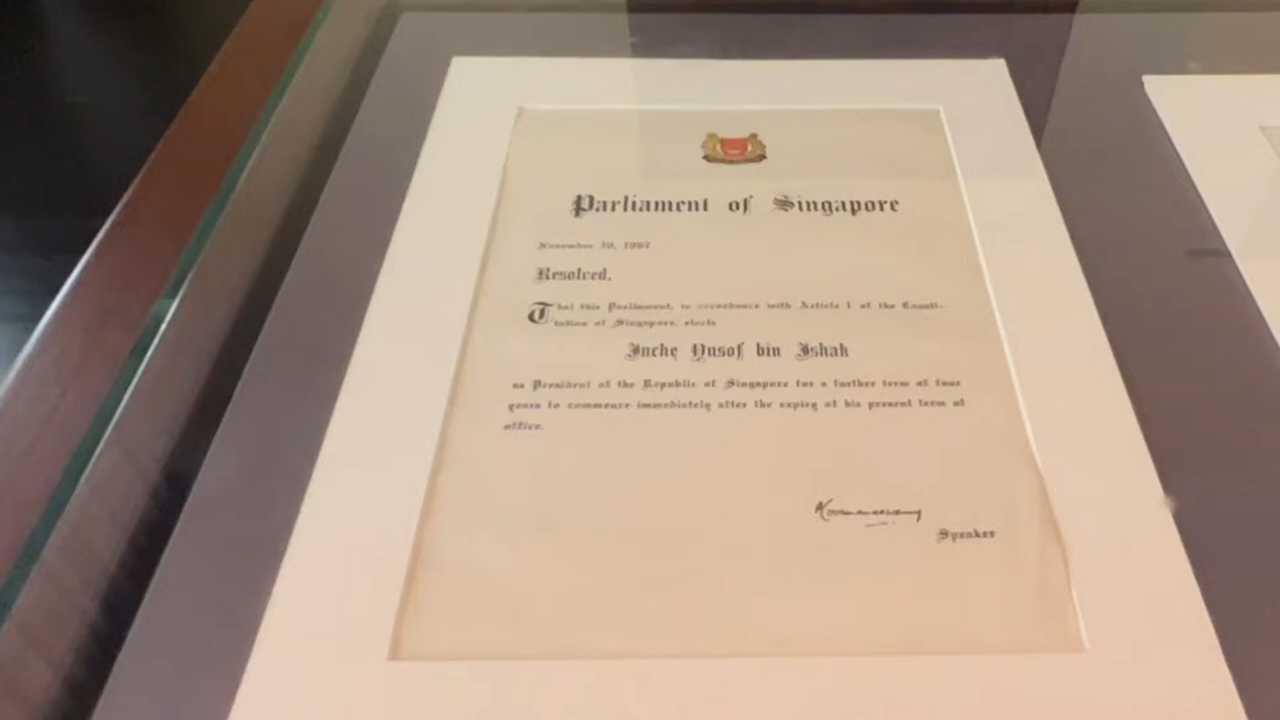 Parliament of Singapore
November 30, 1967
Resolved,
That this Parliament, in accordance with Article 1 of the Consti-
tution of Singapore, elects
Inche Yusof bin Ishak
as President of the Republic of Singapore for a further term of four
years to commence immediately after the expiry of his present term of
office.
Speaker